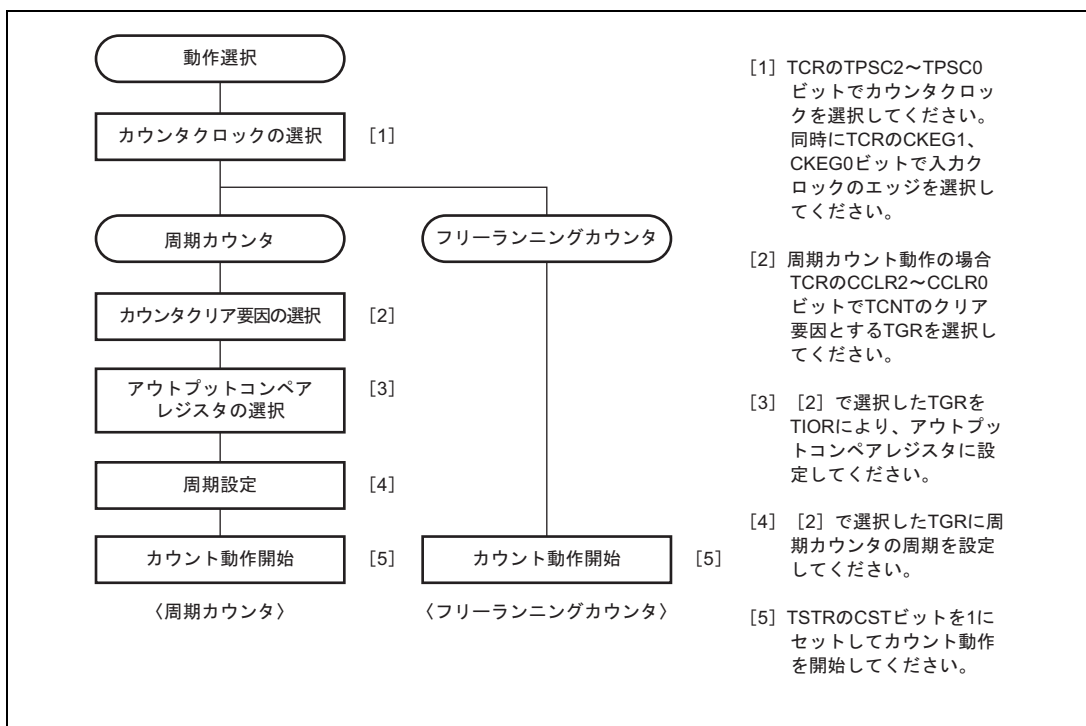 動作選択
カウンタクロックの選択 [1]
周期カウンタ
フリーランニングカウンタ
カウンタクリア要因の選択 [2]
アウトプットコンペア
レジスタの選択 [3]
周期設定 [4]
カウント動作開始 [5]
カウント動作開始 [5]
〈周期カウンタ〉
〈フリーランニングカウンタ〉
[1] TCRのTPSC2～TPSC0
ビットでカウンタクロッ
クを選択してください。
同時にTCRのCKEG1、
CKEG0ビットで入力ク
ロックのエッジを選択し
てください。
[2] 周期カウント動作の場合
TCRのCCLR2～CCLR0
ビットでTCNTのクリア
要因とするTGRを選択し
てください。
[3] [2] で選択したTGRを
TIORにより、アウトプッ
トコンペアレジスタに設
定してください。
[4] [2] で選択したTGRに周
期カウンタの周期を設定
してください。
[5] TSTRのCSTビットを1に
セットしてカウント動作
を開始してください。